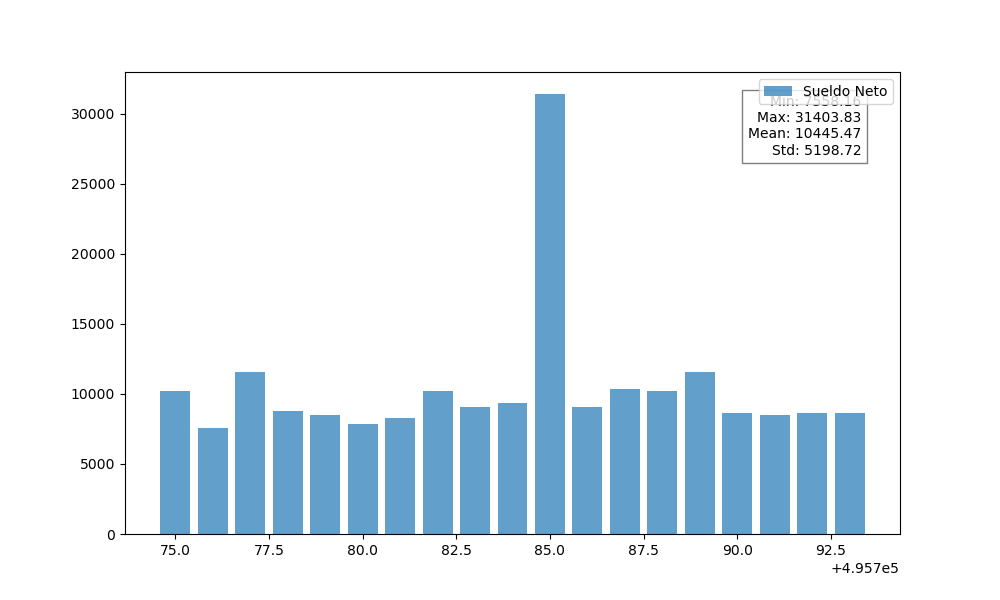 Sueldo Neto
Min: 7558.16
Max: 31403.83
Mean: 10445.47
Std: 5198.72
30000
25000
20000
15000
10000
5000
0
75.0 77.5 80.0 82.5 85.0 87.5 90.0 92.5
+4.957e5